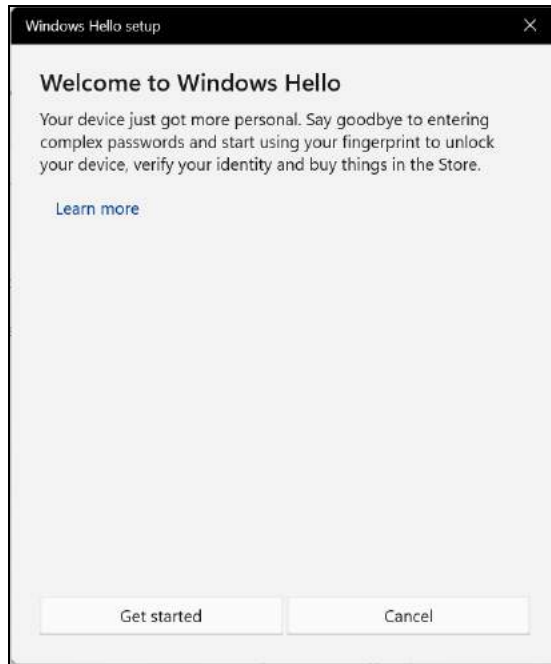 Windows Hello setup
Welcome to Windows Hello
Your device just got more personal. Say goodbye to entering
complex passwords and start using your fingerprint to unlock
your device, verify your identity and buy things in the Store.
Learn more
Get started
Cancel